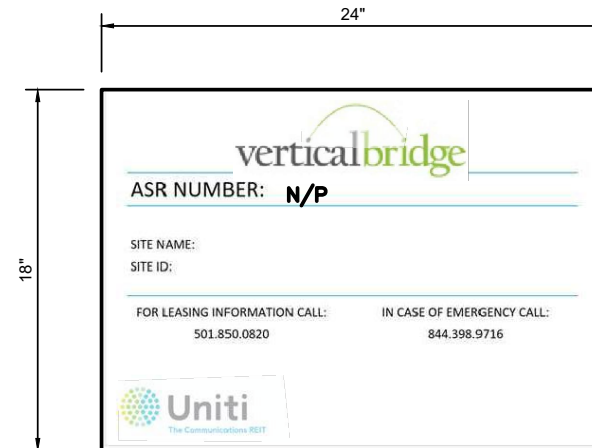 24"
verticalbridge
ASR NUMBER: N/P
SITE NAME:
SITE ID:
18"
FOR LEASING INFORMATION CALL: IN CASE OF EMERGENCY CALL:
501.850.0820 844.398.9716
Uniti
The Communications REIT